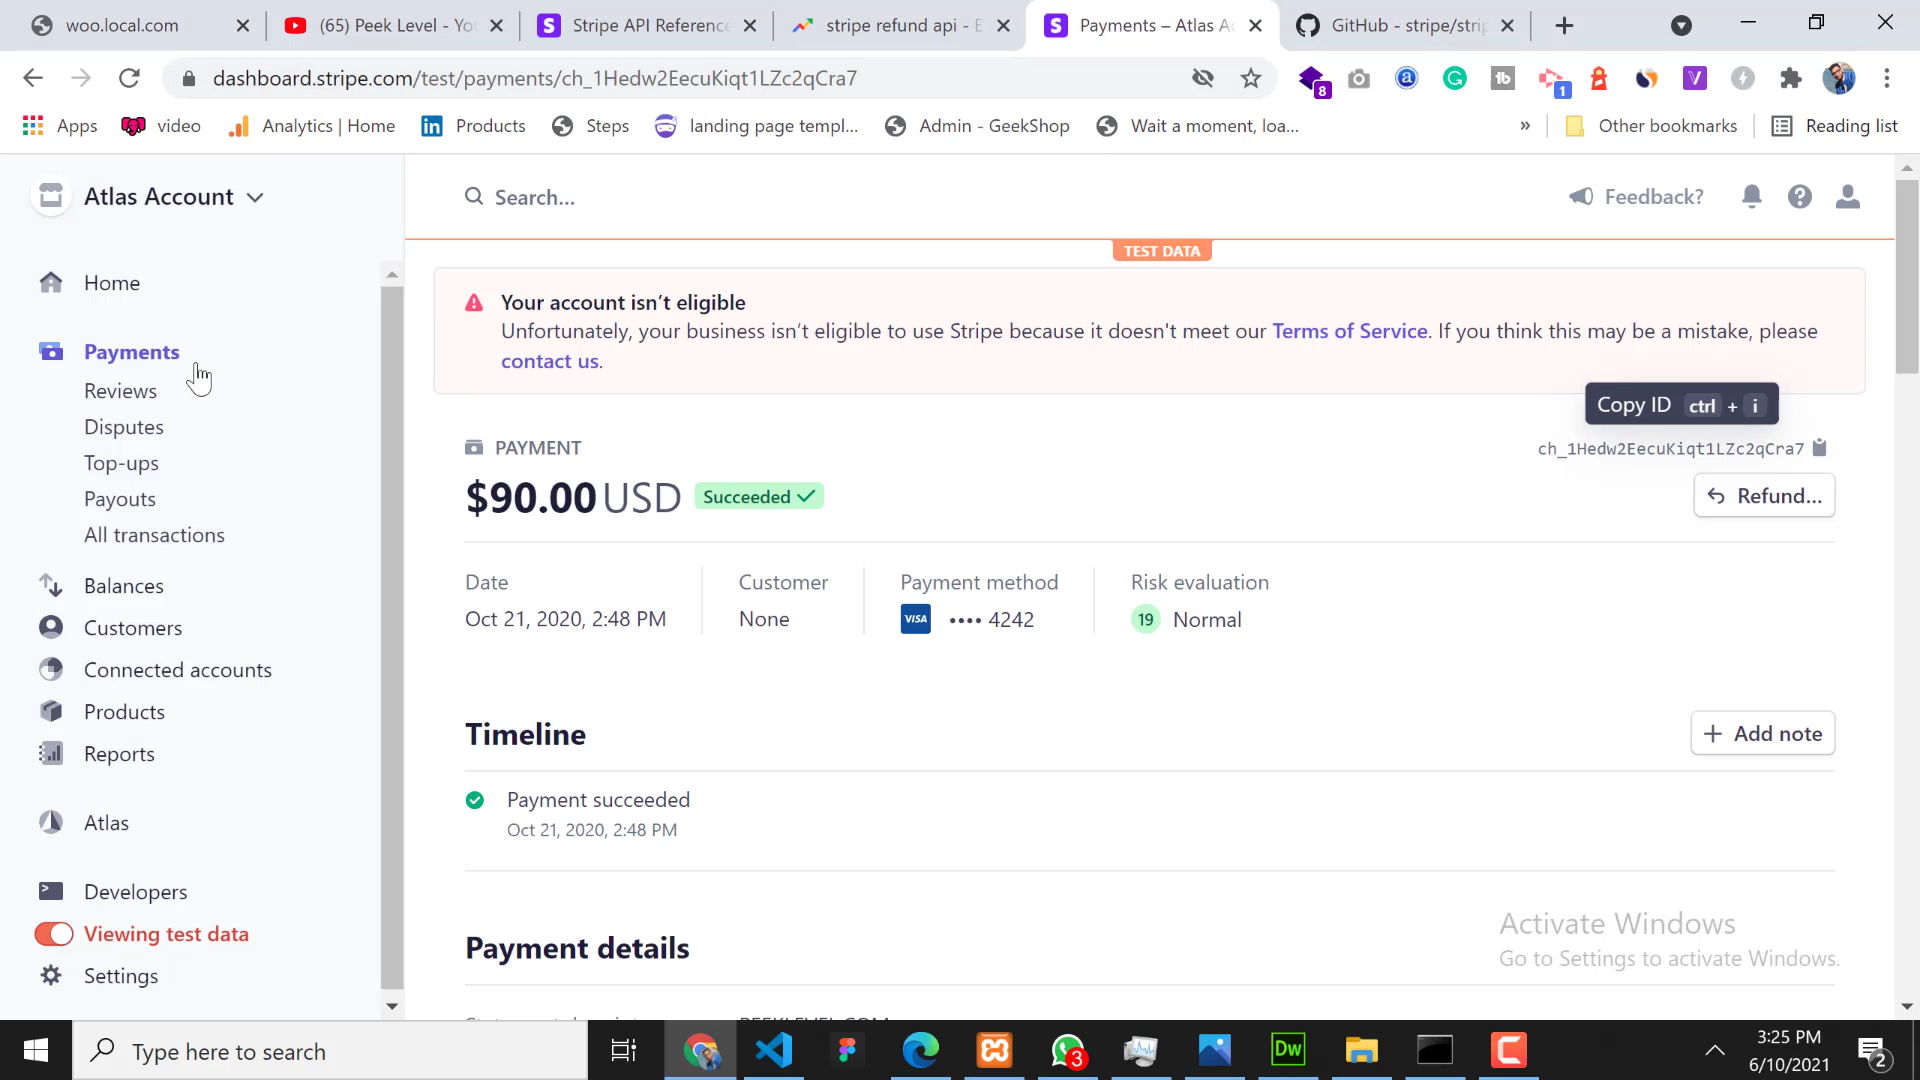 woo.local.com
(65) Peek Level - Yo
Stripe API Reference
stripe refund api - E
Payments – Atlas Ac
GitHub - stripe/strip
dashboard.stripe.com/test/payments/ch_1Hedw2EecuKiqt1LZc2qCra7
8
1
Apps
video
Analytics | Home
Products
Steps
landing page templ...
Admin - GeekShop
Wait a moment, loa...
»
Other bookmarks
Reading list
Atlas Account
Search...
Feedback?
TEST DATA
Your account isn't eligible
Unfortunately, your business isn't eligible to use Stripe because it doesn't meet our Terms of Service. If you think this may be a mistake, please
contact us.
Home
Payments
Reviews
Disputes
Top-ups
Payouts
All transactions
Balances
Customers
Connected accounts
Products
Reports
Atlas
Developers
Viewing test data
Settings
Copy ID ctrl + i
PAYMENT
ch_1Hedw2EecuKiqt1LZc2qCra7
$90.00 USD Succeeded
Refund...
Date
Customer
Payment method
Risk evaluation
Oct 21, 2020, 2:48 PM
None
VISA •••• 4242
19 Normal
Timeline
+ Add note
Payment succeeded
Oct 21, 2020, 2:48 PM
Payment details
Activate Windows
Go to Settings to activate Windows.
Type here to search
3
Dw
3:25 PM
6/10/2021
2